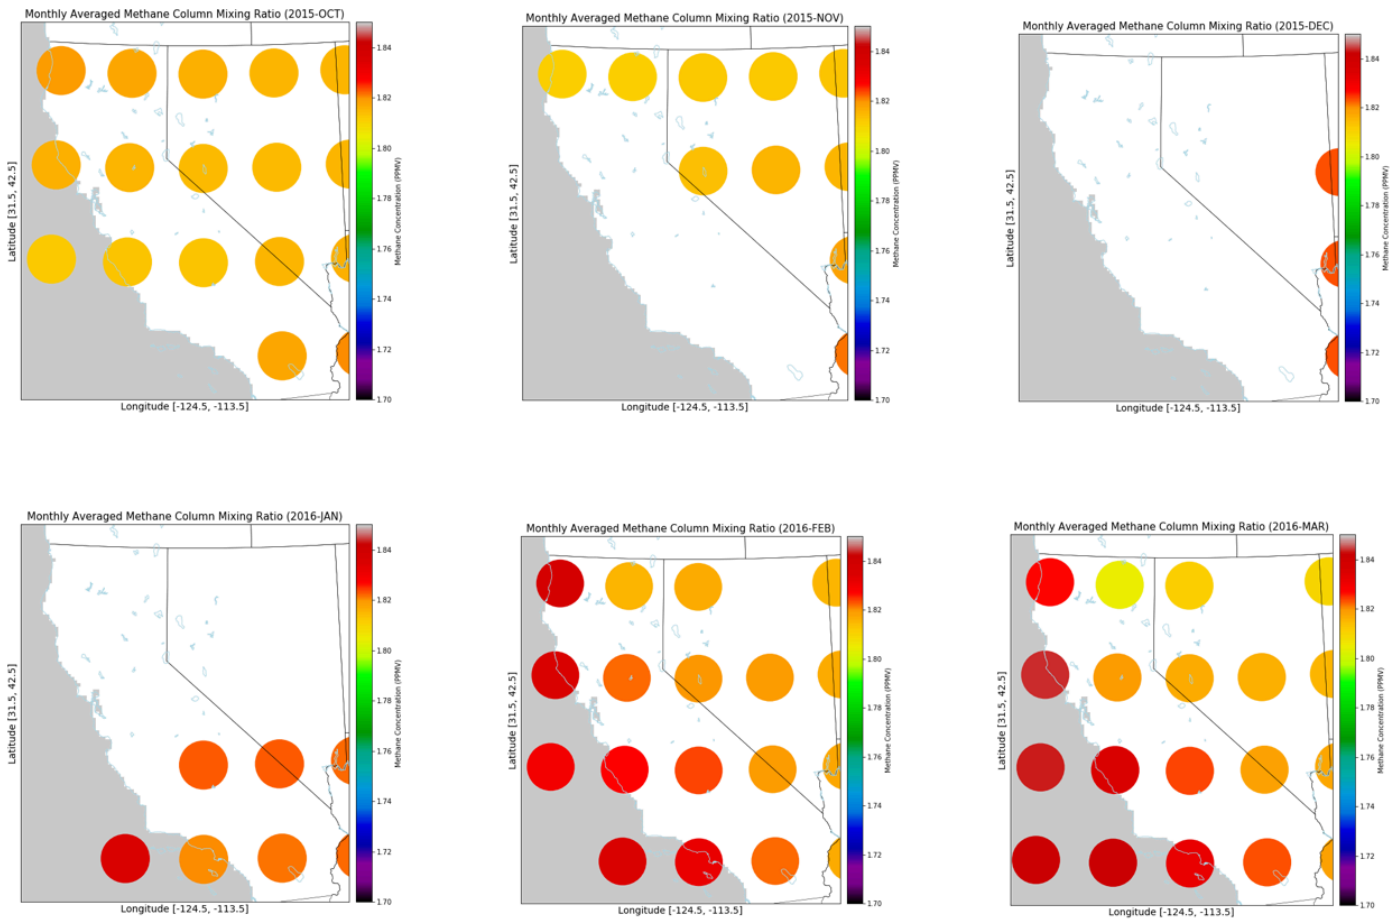 Monthly Averaged Methane Column Mixing Ratio (2015-OCT)
1.84
1.82
1.80
1.78
1.76
1.74
1.72
1.70
Methane Concentration (PPMV)
Latitude [31.5, 42.5]
Longitude [-124.5, -113.5]
Monthly Averaged Methane Column Mixing Ratio (2015-NOV)
1.84
1.82
1.80
1.78
1.76
1.74
1.72
1.70
Methane Concentration (PPMV)
Latitude [31.5, 42.5]
Longitude [-124.5, -113.5]
Monthly Averaged Methane Column Mixing Ratio (2015-DEC)
1.84
1.82
1.80
1.78
1.76
1.74
1.72
1.70
Methane Concentration (PPMV)
Latitude [31.5, 42.5]
Longitude [-124.5, -113.5]
Monthly Averaged Methane Column Mixing Ratio (2016-JAN)
1.84
1.82
1.80
1.78
1.76
1.74
1.72
1.70
Methane Concentration (PPMV)
Latitude [31.5, 42.5]
Longitude [-124.5, -113.5]
Monthly Averaged Methane Column Mixing Ratio (2016-FEB)
1.84
1.82
1.80
1.78
1.76
1.74
1.72
1.70
Methane Concentration (PPMV)
Latitude [31.5, 42.5]
Longitude [-124.5, -113.5]
Monthly Averaged Methane Column Mixing Ratio (2016-MAR)
1.84
1.82
1.80
1.78
1.76
1.74
1.72
1.70
Methane Concentration (PPMV)
Latitude [31.5, 42.5]
Longitude [-124.5, -113.5]